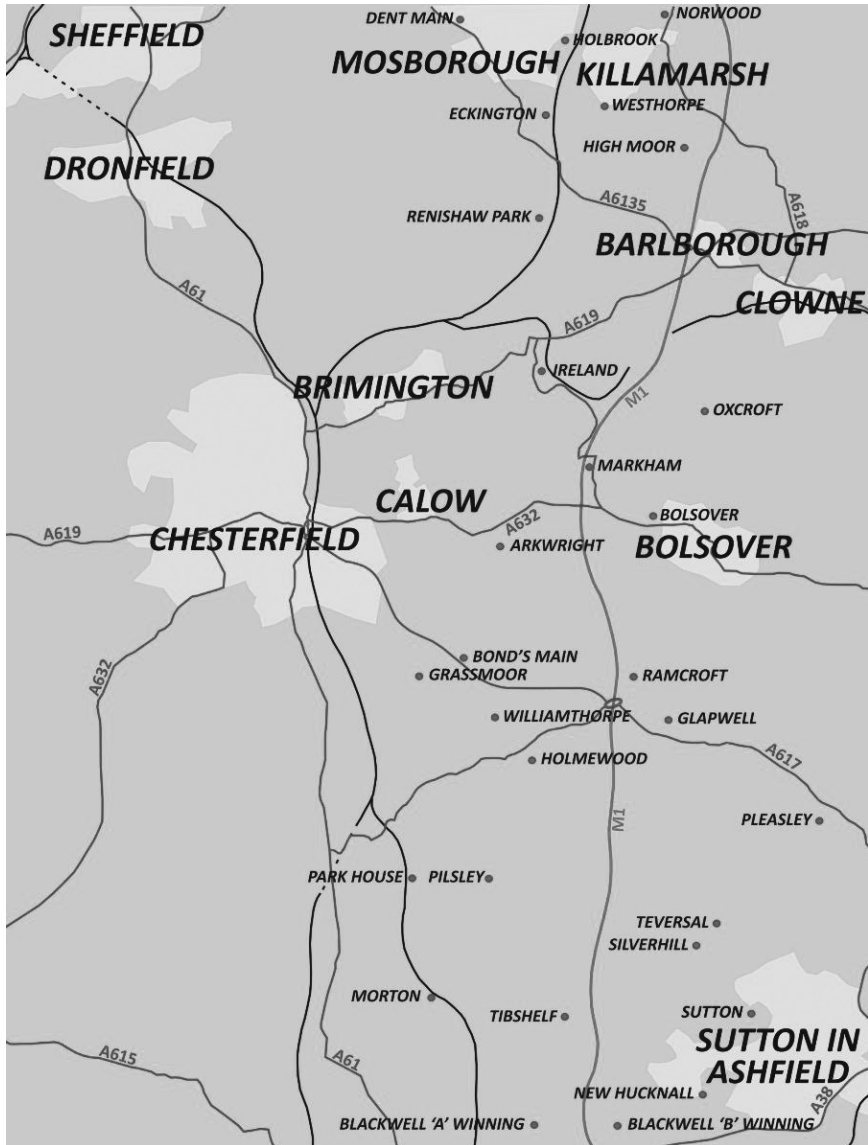 DENT MAIN
NORWOOD
SHEFFIELD
HOLBROOK
MOSBOROUGH
KILLAMARSH
WESTHORPE
ECKINGTON
HIGH MOOR
DRONFIELD
A6135
A618
RENISHAW PARK
BARLBOROUGH
A61
CLOWNE
A619
IRELAND
BRIMINGTON
M1
OXCROFT
MARKHAM
CALOW
BOLSOVER
A632
A619
CHESTERFIELD
ARKWRIGHT
BOLSOVER
BOND'S MAIN
GRASSMOOR
RAMCROFT
A632
WILLIAMTHORPE
GLAPWELL
HOLMEWOOD
A617
M1
PLEASLEY
PARK HOUSE
PILSLEY
TEVERSAL
SILVERHILL
MORTON
TIBSHELF
SUTTON
SUTTON IN
ASHFIELD
A615
A61
NEW HUCKNALL
A38
BLACKWELL ‘A’ WINNING
BLACKWELL ‘B’ WINNING